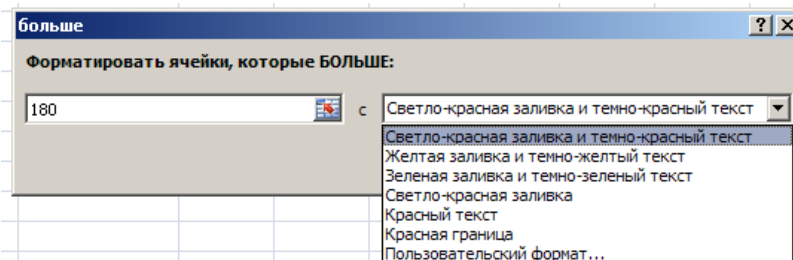 больше
Форматировать ячейки, которые БОЛЬШЕ:
180 с Светло-красная заливка и темно-красный текст
Светло-красная заливка и темно-красный текст
Желтая заливка и темно-желтый текст
Зеленая заливка и темно-зеленый текст
Светло-красная заливка
Красный текст
Красная граница
Пользовательский формат...